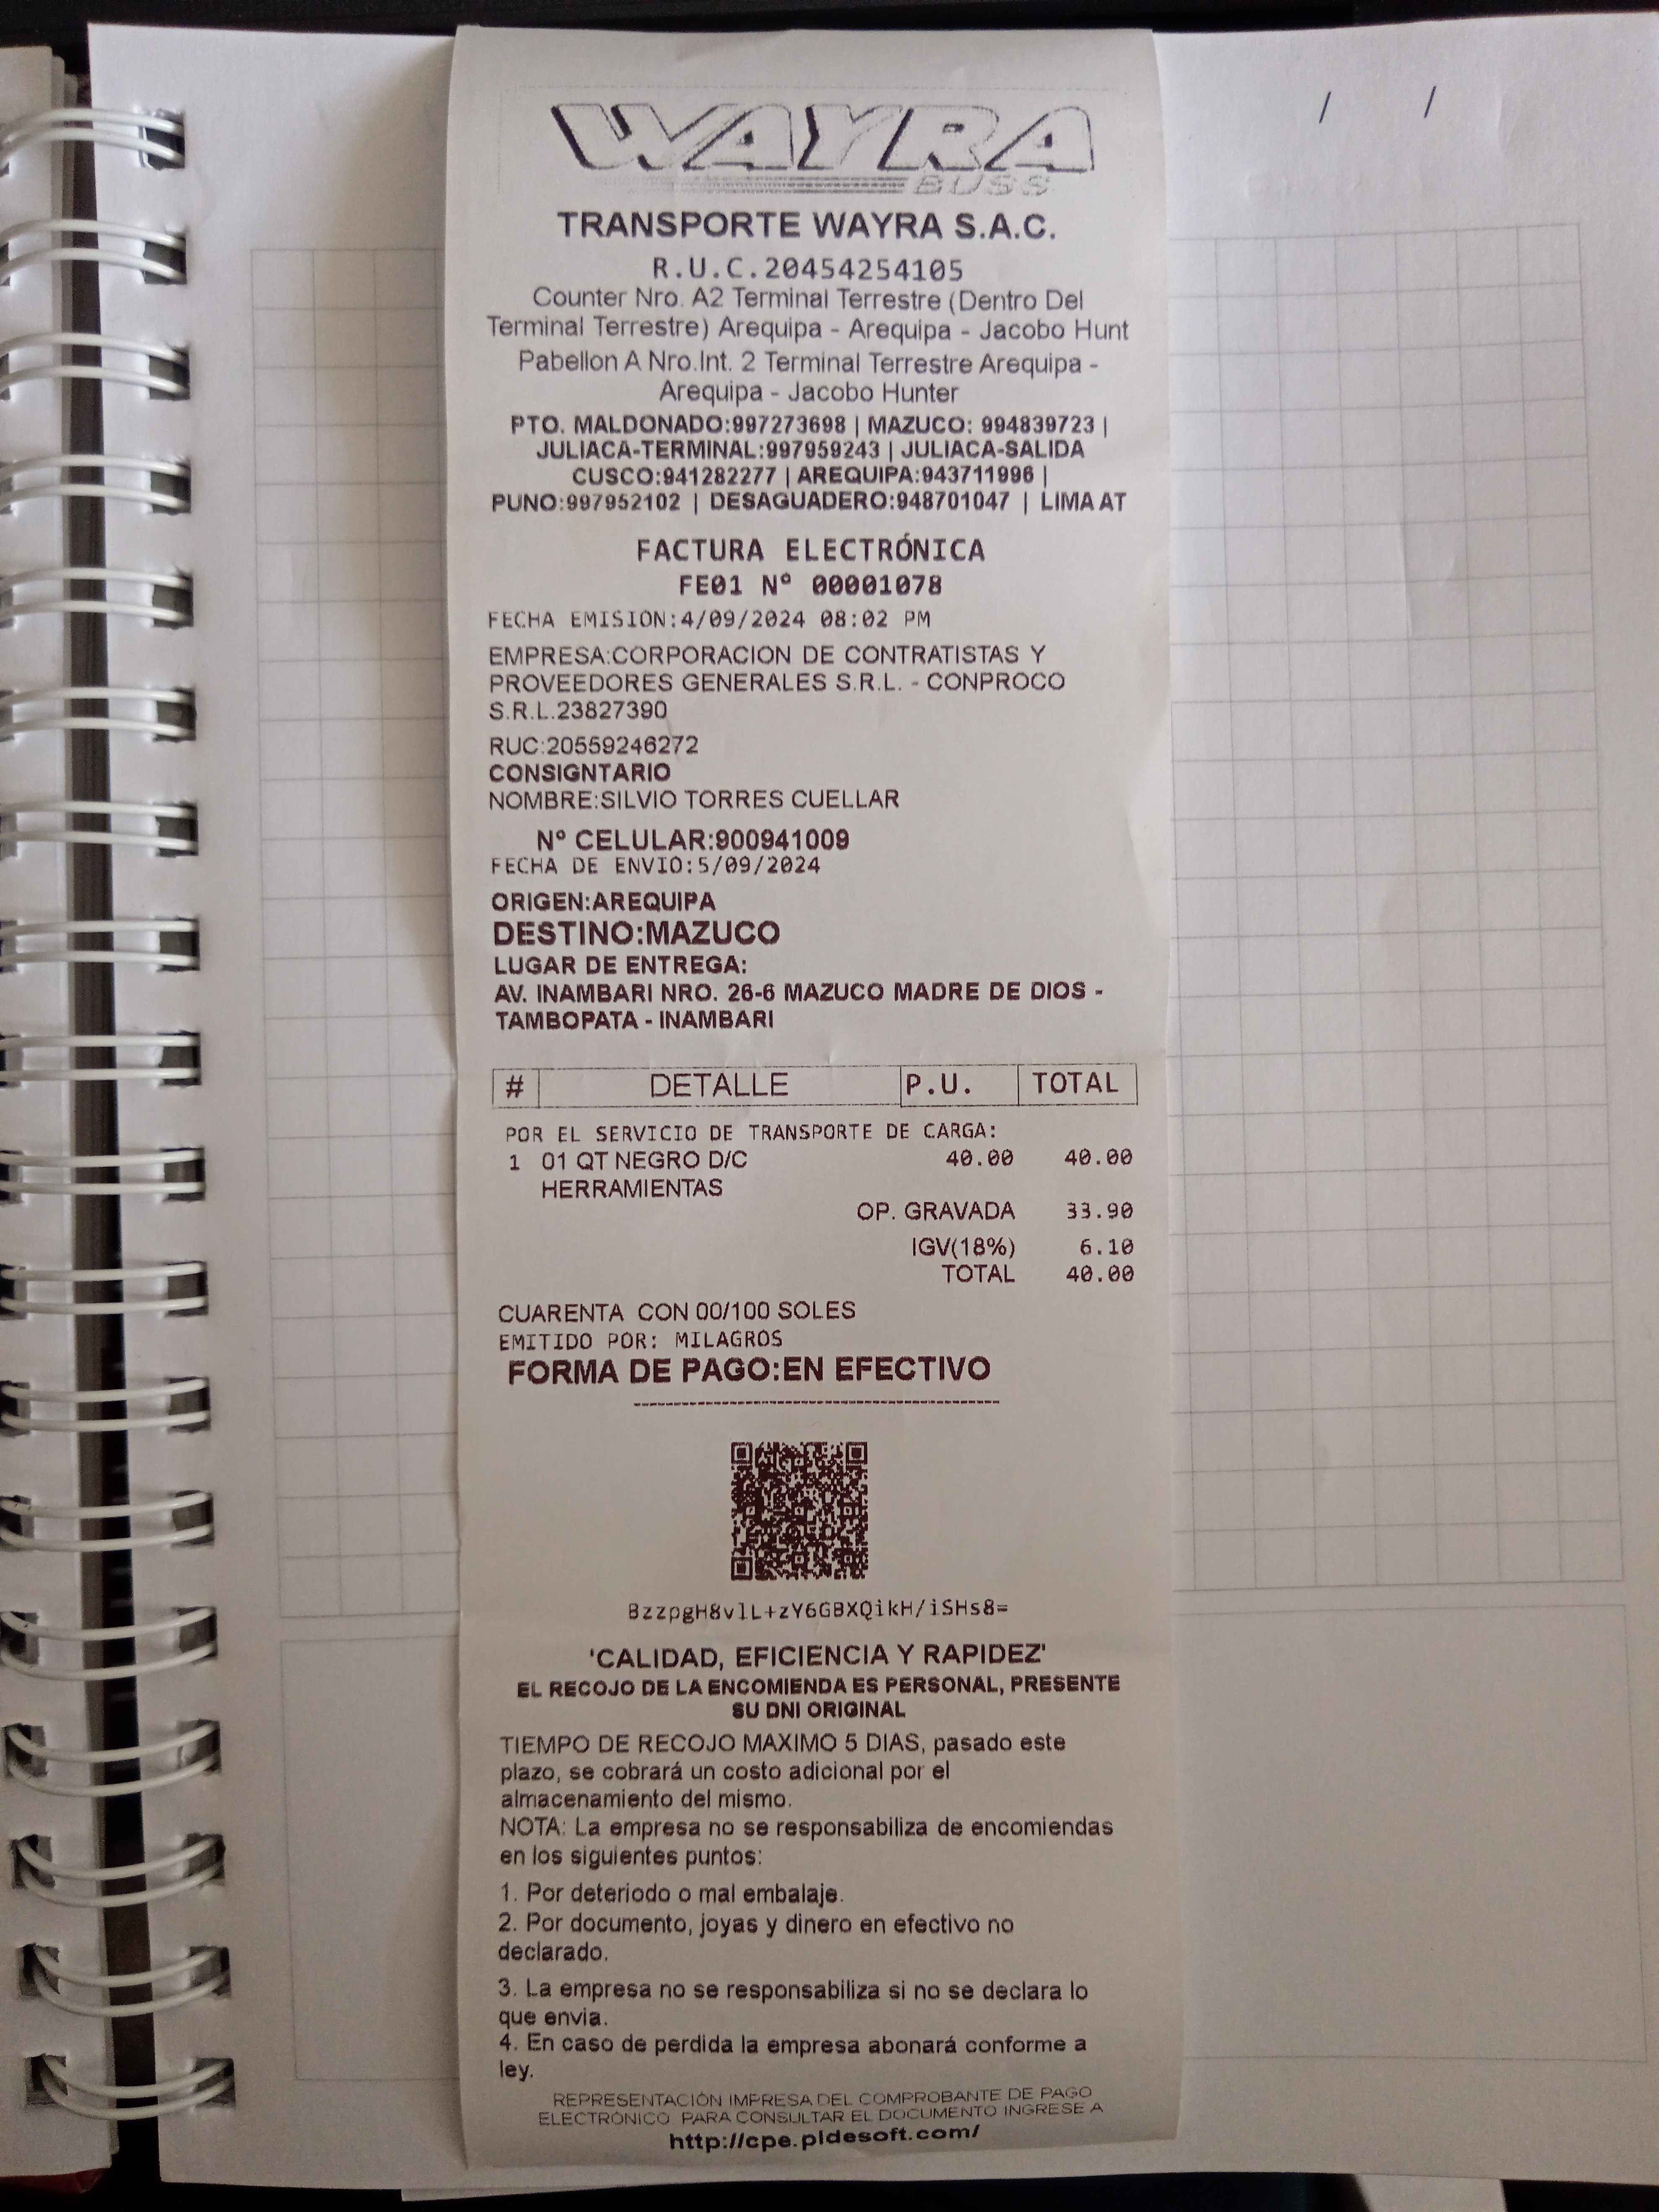 WAYRA
BUSS
TRANSPORTE WAYRA S.A.C.
R.U.C.20454254105
Counter Nro. A2 Terminal Terrestre (Dentro Del
Terminal Terrestre) Arequipa - Arequipa - Jacobo Hunt
Pabellon A Nro.Int. 2 Terminal Terrestre Arequipa -
Arequipa - Jacobo Hunter
PTO. MALDONADO:997273698 | MAZUCO: 994839723 |
JULIACA-TERMINAL:997959243 | JULIACA-SALIDA
CUSCO:941282277 | AREQUIPA:943711996 |
PUNO:997952102 | DESAGUADERO:948701047 | LIMA AT
FACTURA ELECTRÓNICA
FE01 Nº 00001078
FECHA EMISION:4/09/2024 08:02 PM
EMPRESA:CORPORACION DE CONTRATISTAS Y
PROVEEDORES GENERALES S.R.L. - CONPROCO
S.R.L.23827390
RUC:20559246272
CONSIGNTARIO
NOMBRE:SILVIO TORRES CUELLAR
Nº CELULAR:900941009
FECHA DE ENVIO:5/09/2024
ORIGEN:AREQUIPA
DESTINO:MAZUCO
LUGAR DE ENTREGA:
AV. INAMBARI NRO. 26-6 MAZUCO MADRE DE DIOS -
TAMBOPATA - INAMBARI
# DETALLE P.U. TOTAL
POR EL SERVICIO DE TRANSPORTE DE CARGA:
1 01 QT NEGRO D/C 40.00 40.00
HERRAMIENTAS
OP. GRAVADA 33.90
IGV(18%) 6.10
TOTAL 40.00
CUARENTA CON 00/100 SOLES
EMITIDO POR: MILAGROS
FORMA DE PAGO:EN EFECTIVO
BzzpgH8vlL+zY6GBXQikH/iSHs8=
'CALIDAD, EFICIENCIA Y RAPIDEZ'
EL RECOJO DE LA ENCOMIENDA ES PERSONAL, PRESENTE
SU DNI ORIGINAL
TIEMPO DE RECOJO MAXIMO 5 DIAS, pasado este
plazo, se cobrará un costo adicional por el
almacenamiento del mismo.
NOTA: La empresa no se responsabiliza de encomiendas
en los siguientes puntos:
1. Por deteriodo o mal embalaje.
2. Por documento, joyas y dinero en efectivo no
declarado.
3. La empresa no se responsabiliza si no se declara lo
que envia.
4. En caso de perdida la empresa abonará conforme a
ley.
REPRESENTACIÓN IMPRESA DEL COMPROBANTE DE PAGO
ELECTRÓNICO. PARA CONSULTAR EL DOCUMENTO INGRESE A
http://cpe.pldesoft.com/